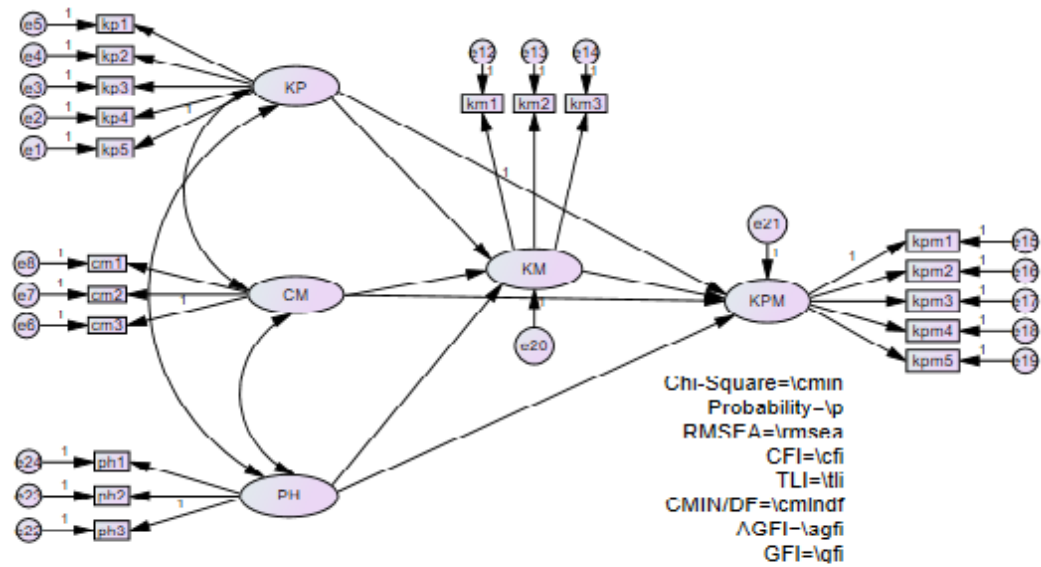 e5 1 kp1
e4 1 kp2
e3 1 kp3
e2 1 kp4
e1 1 kp5
1
KP
e12 e13 e14
1 1 1
km1 km2 km3
1
e8 1 cm1
e7 1 cm2
e6 1 cm3
1
CM
KM
1
e20
e21
1
KPM
1
kpm1 1 e15
kpm2 1 e16
kpm3 1 e17
kpm4 1 e18
kpm5 1 e19
e24 1 ph1
e23 1 ph2
e22 1 ph3
1
PH
Chi-Square=\cmin
Probability=\p
RMSEA=\rmsea
CFI=\cfi
TLI=\tli
CMIN/DF=\cmindf
AGFI=\agfi
GFI=\gfi